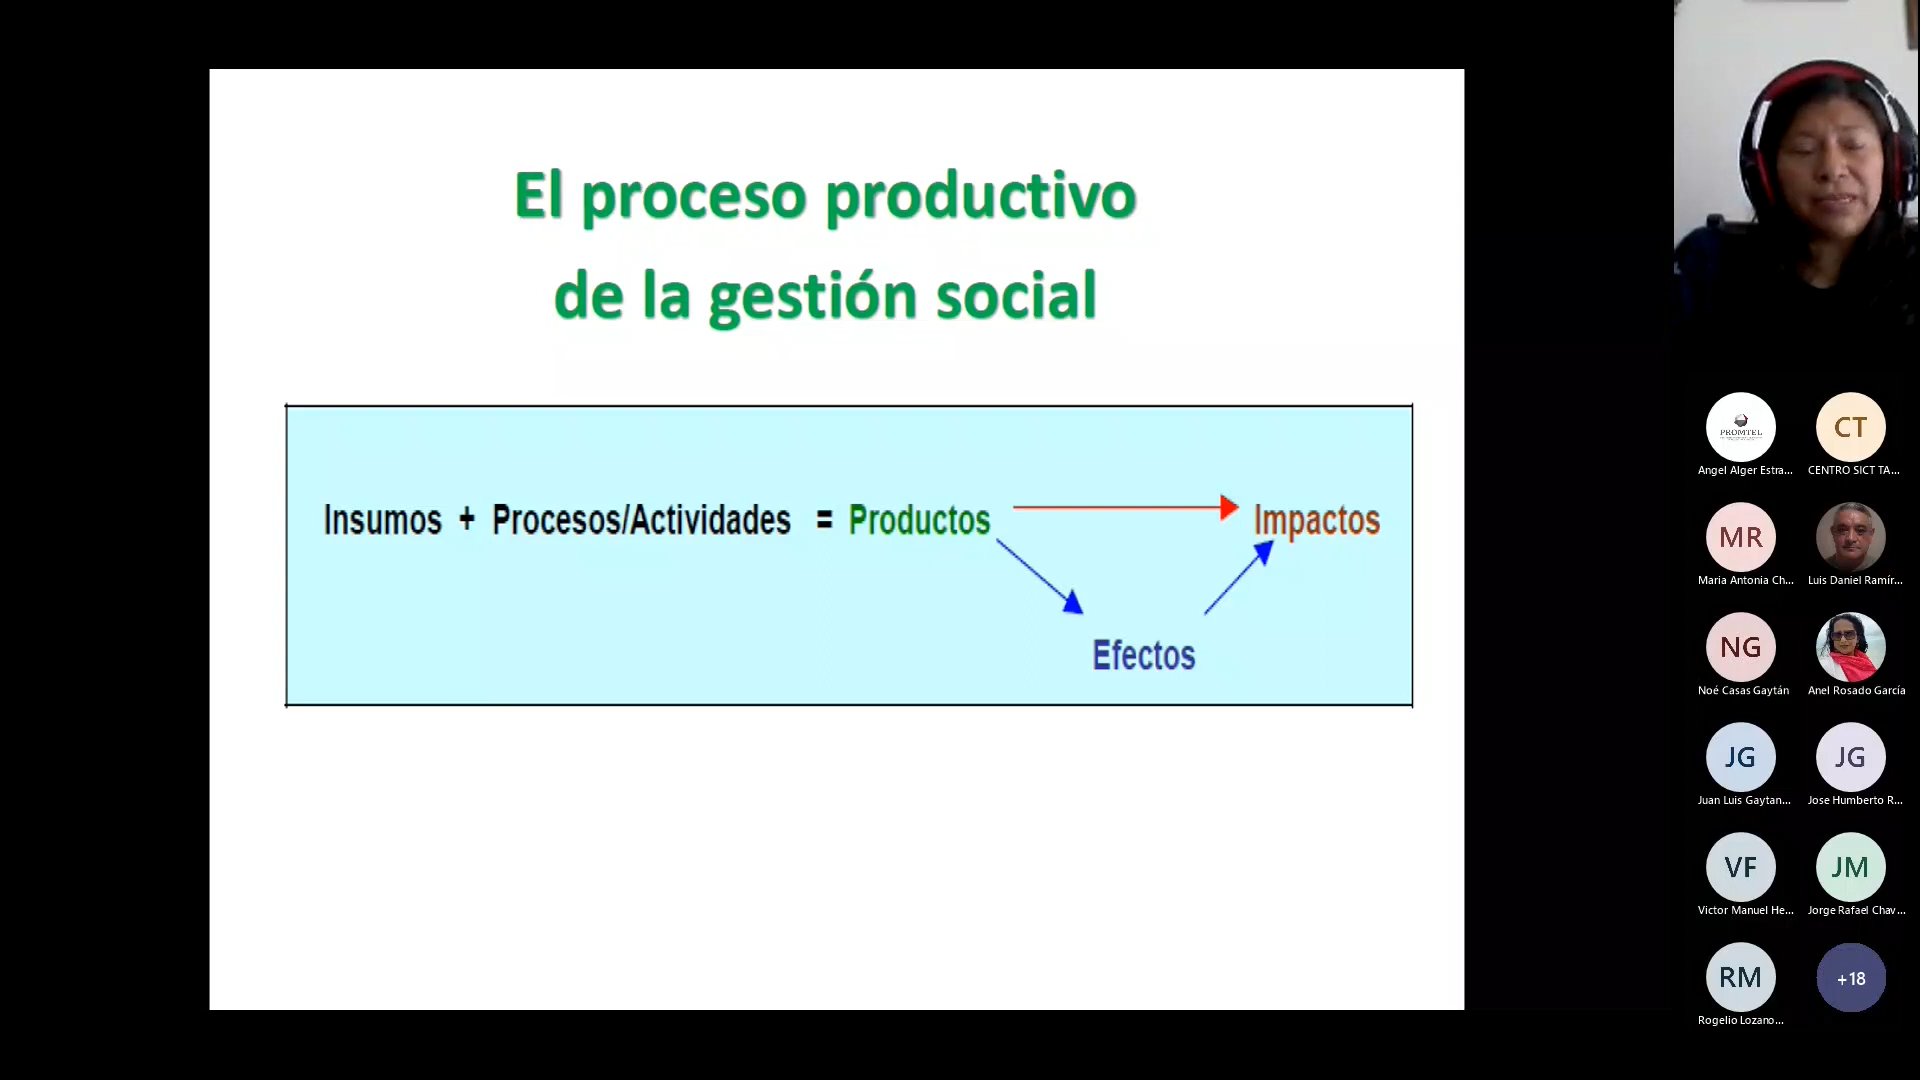 El proceso productivo
de la gestión social
Insumos + Procesos/Actividades = Productos
Impactos
Efectos
PROMTEL
CT
Angel Alger Estra...
CENTRO SICT TA...
MR
Maria Antonia Ch...
Luis Daniel Ramír...
NG
Noé Casas Gaytán
Anel Rosado García
JG
JG
Juan Luis Gaytan...
Jose Humberto R...
VF
JM
Victor Manuel He...
Jorge Rafael Chav...
RM
+18
Rogelio Lozano...